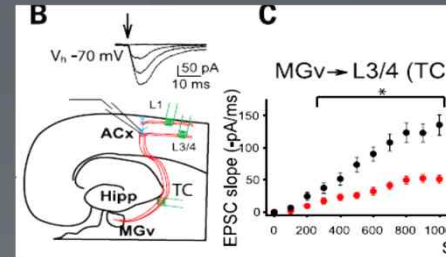 B
V_h -70 mV
50 pA
10 ms
L1
ACx
L3/4
TC
Hipp
MGv
C
MGv→ L3/4 (TC
*
EPSC slope (-pA/ms)
150
100
50
0
0 200 400 600 800 1000